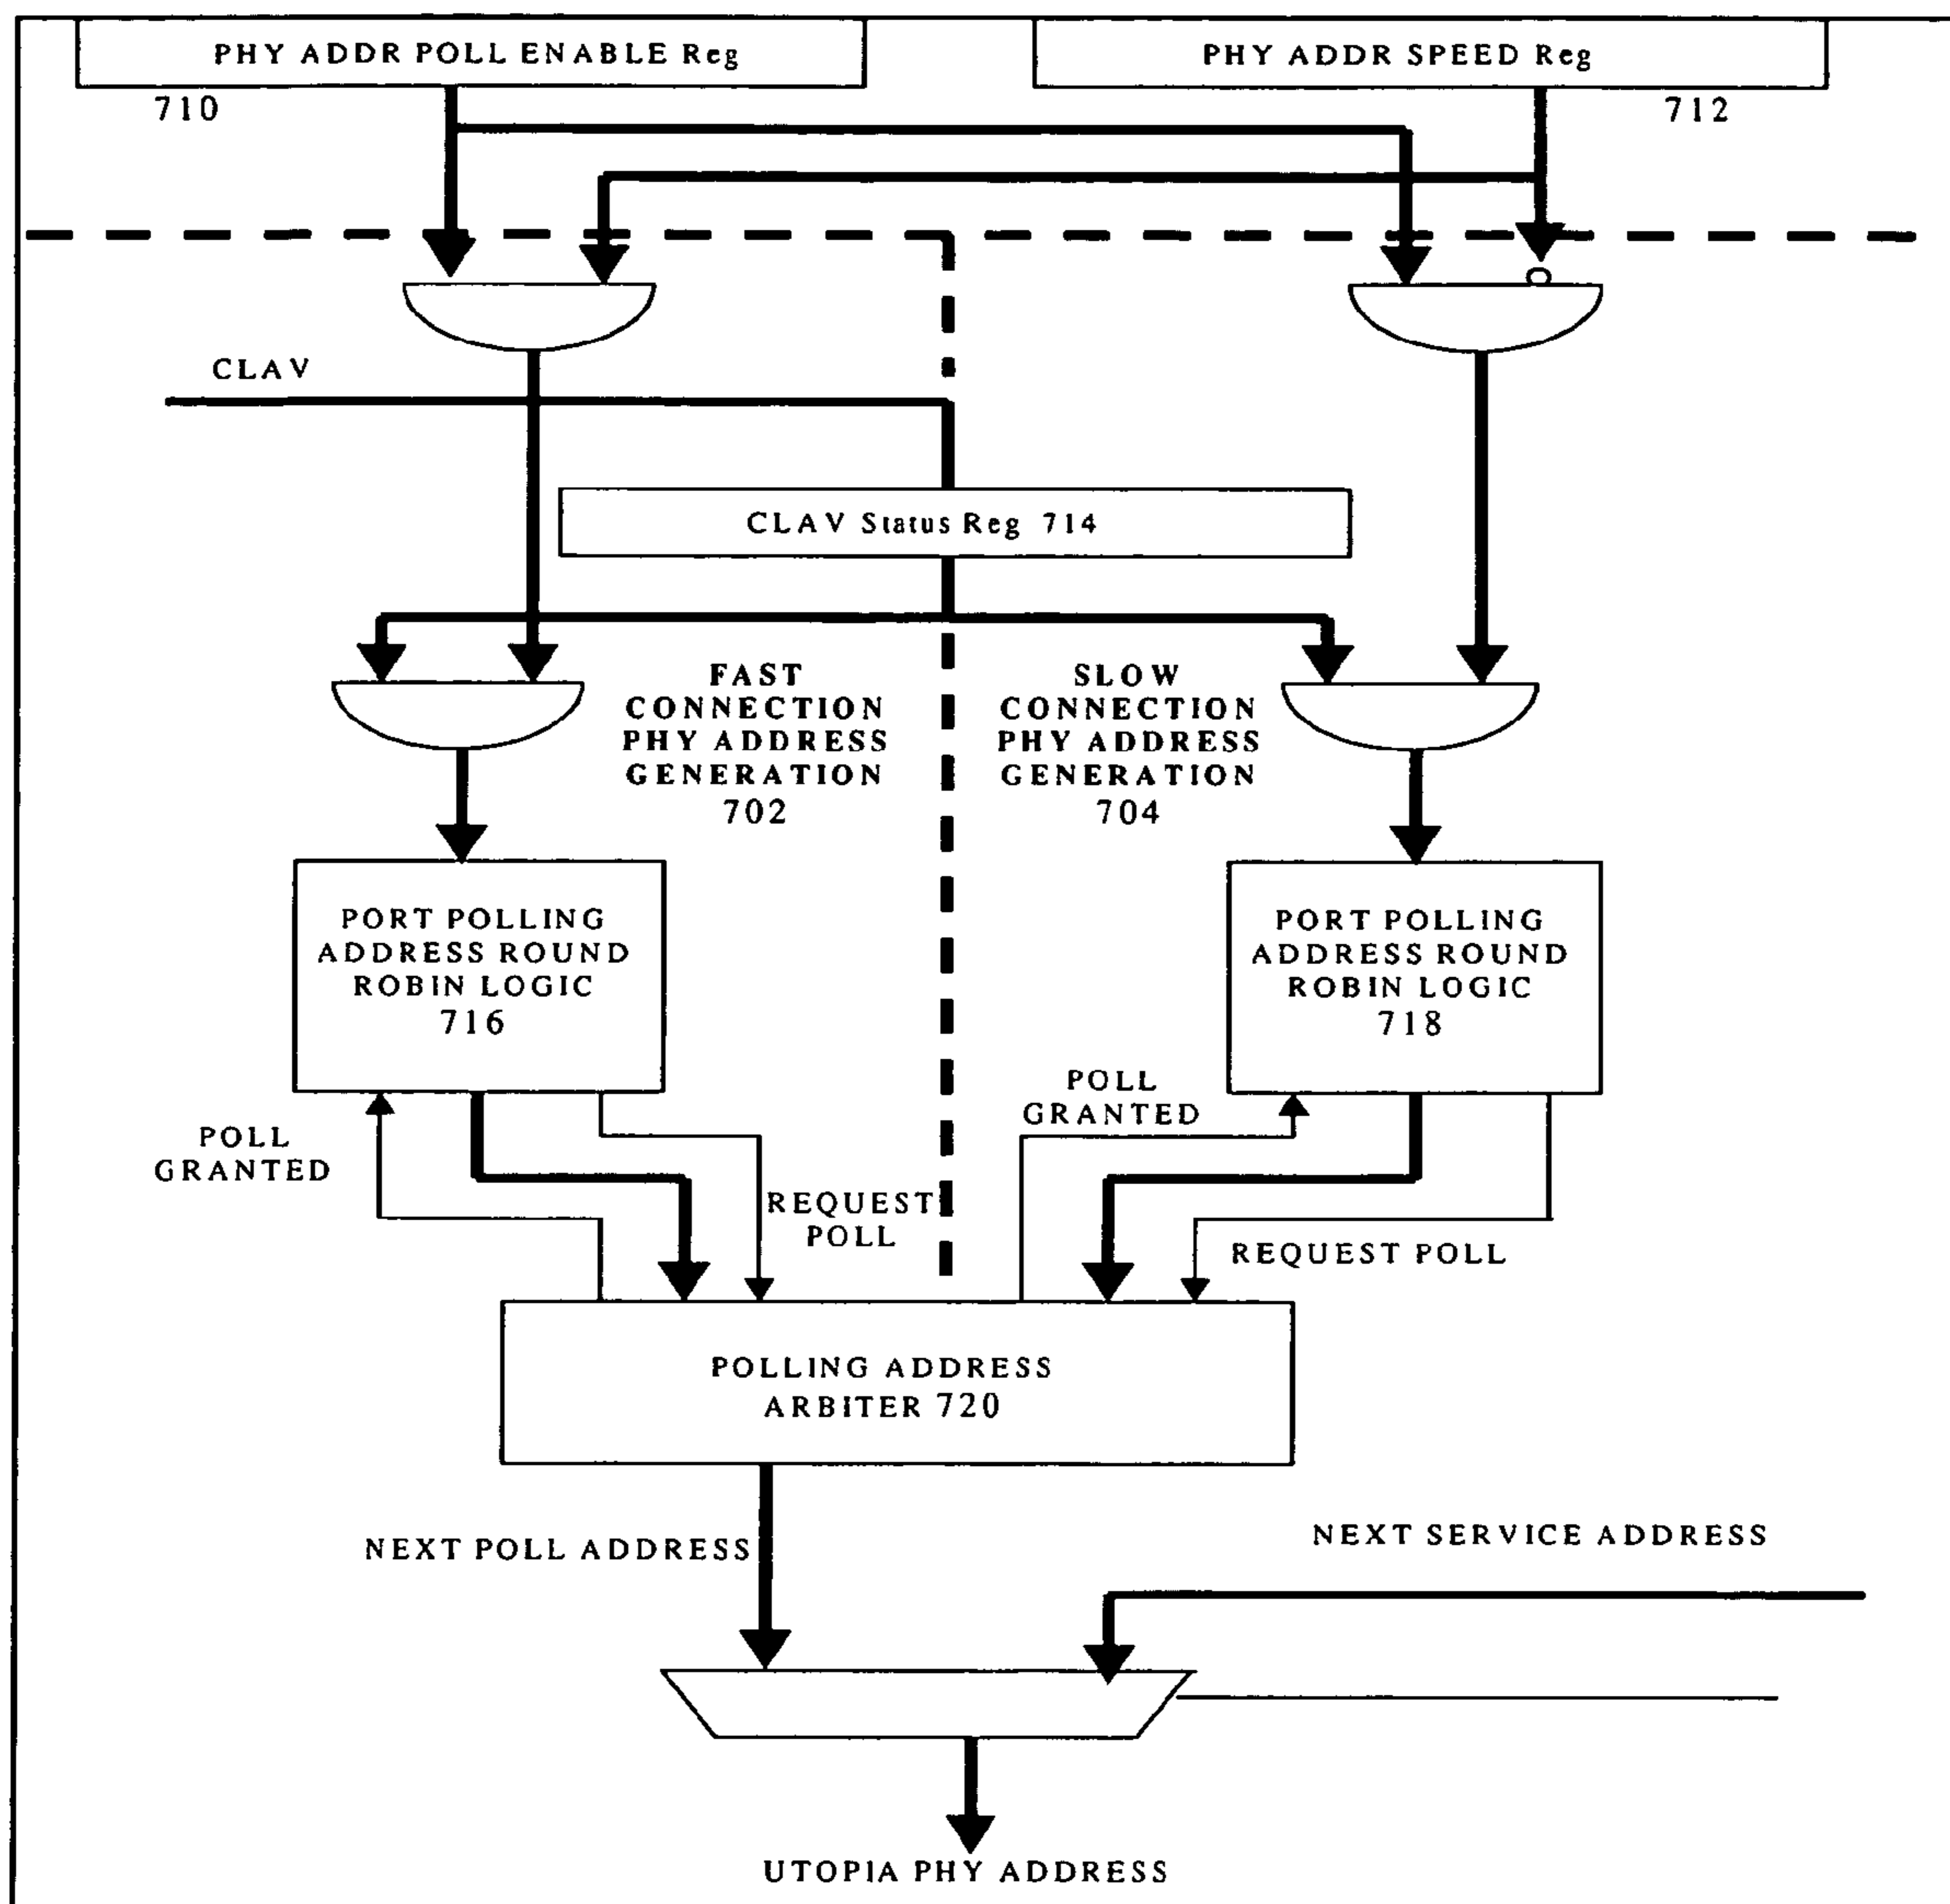 PHY ADDR POLL ENABLE Reg
710
PHY ADDR SPEED Reg
712
CLAV
CLAV Status Reg 714
FAST
CONNECTION
PHY ADDRESS
GENERATION
702
SLOW
CONNECTION
PHY ADDRESS
GENERATION
704
PORT POLLING
ADDRESS ROUND
ROBIN LOGIC
716
PORT POLLING
ADDRESS ROUND
ROBIN LOGIC
718
POLL
GRANTED
REQUEST
POLL
POLL
GRANTED
REQUEST POLL
POLLING ADDRESS
ARBITER 720
NEXT POLL ADDRESS
NEXT SERVICE ADDRESS
UTOPIA PHY ADDRESS